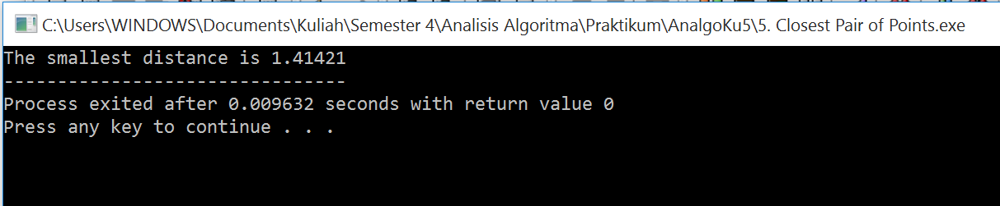 C:\Users\WINDOWS\Documents\Kuliah\Semester 4\Analisis Algoritma\Praktikum\AnalgoKu5\5. Closest Pair of Points.exe
The smallest distance is 1.41421
--------------------------------
Process exited after 0.009632 seconds with return value 0
Press any key to continue . . .